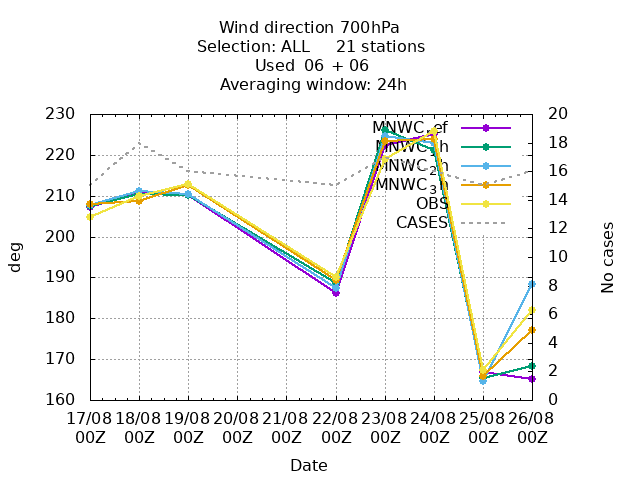 Wind direction 700hPa
Selection: ALL 21 stations
Used 06 + 06
Averaging window: 24h
230
220
210
200
190
180
170
160
deg
20
18
16
14
12
10
8
6
4
2
0
No cases
MNWC
OBS
CASES
17/08 18/08 19/08 20/08 21/08 22/08 23/08 24/08 25/08 26/08
00Z 00Z 00Z 00Z 00Z 00Z 00Z 00Z 00Z 00Z
Date